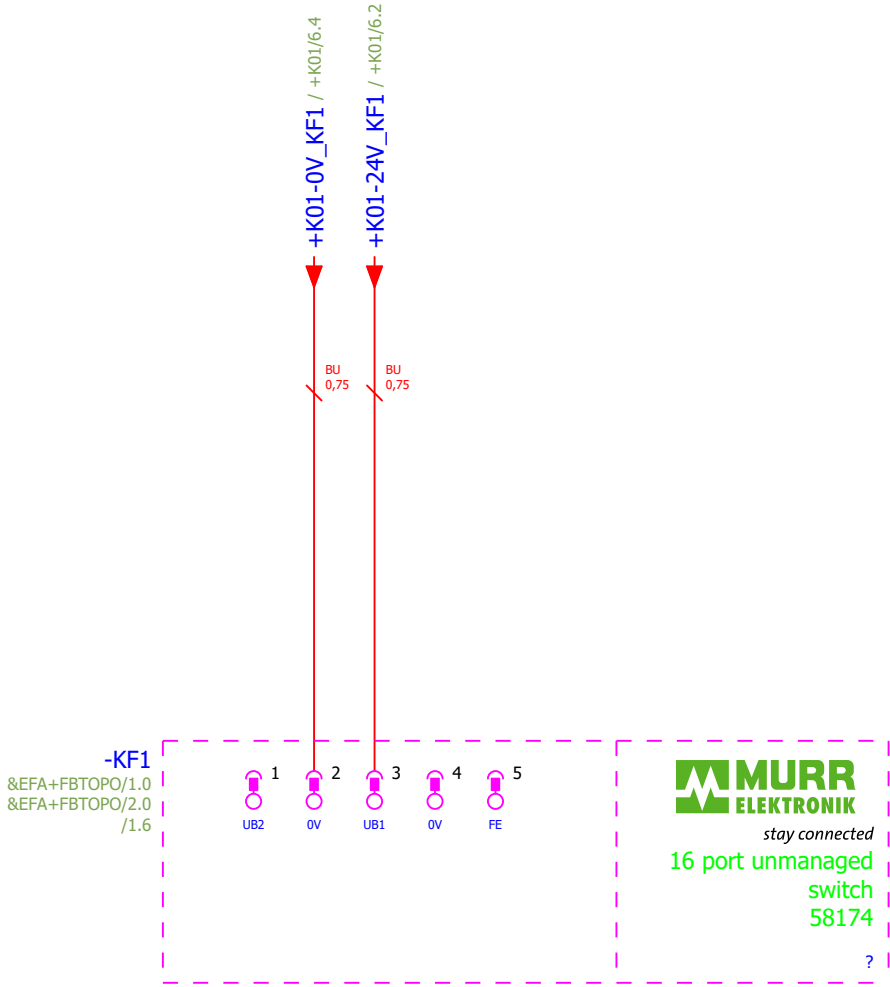 +K01-0V_KF1 / +K01/6.4
+K01-24V_KF1 / +K01/6.2
BU
0,75
BU
0,75
-KF1
&EFA+FBTOPO/1.0
&EFA+FBTOPO/2.0
/1.6
1
2
3
4
5
UB2
0V
UB1
0V
FE
MURR
ELEKTRONIK
stay connected
16 port unmanaged
switch
58174
?